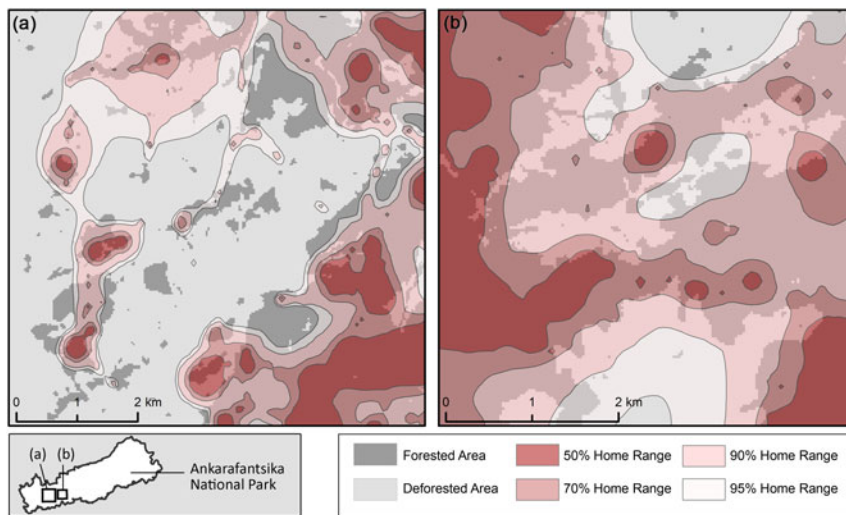 (a)
(b)
0 1 2 km
0 1 2 km
(a) (b)
Ankarafantsika
National Park
Forested Area
50% Home Range
90% Home Range
Deforested Area
70% Home Range
95% Home Range